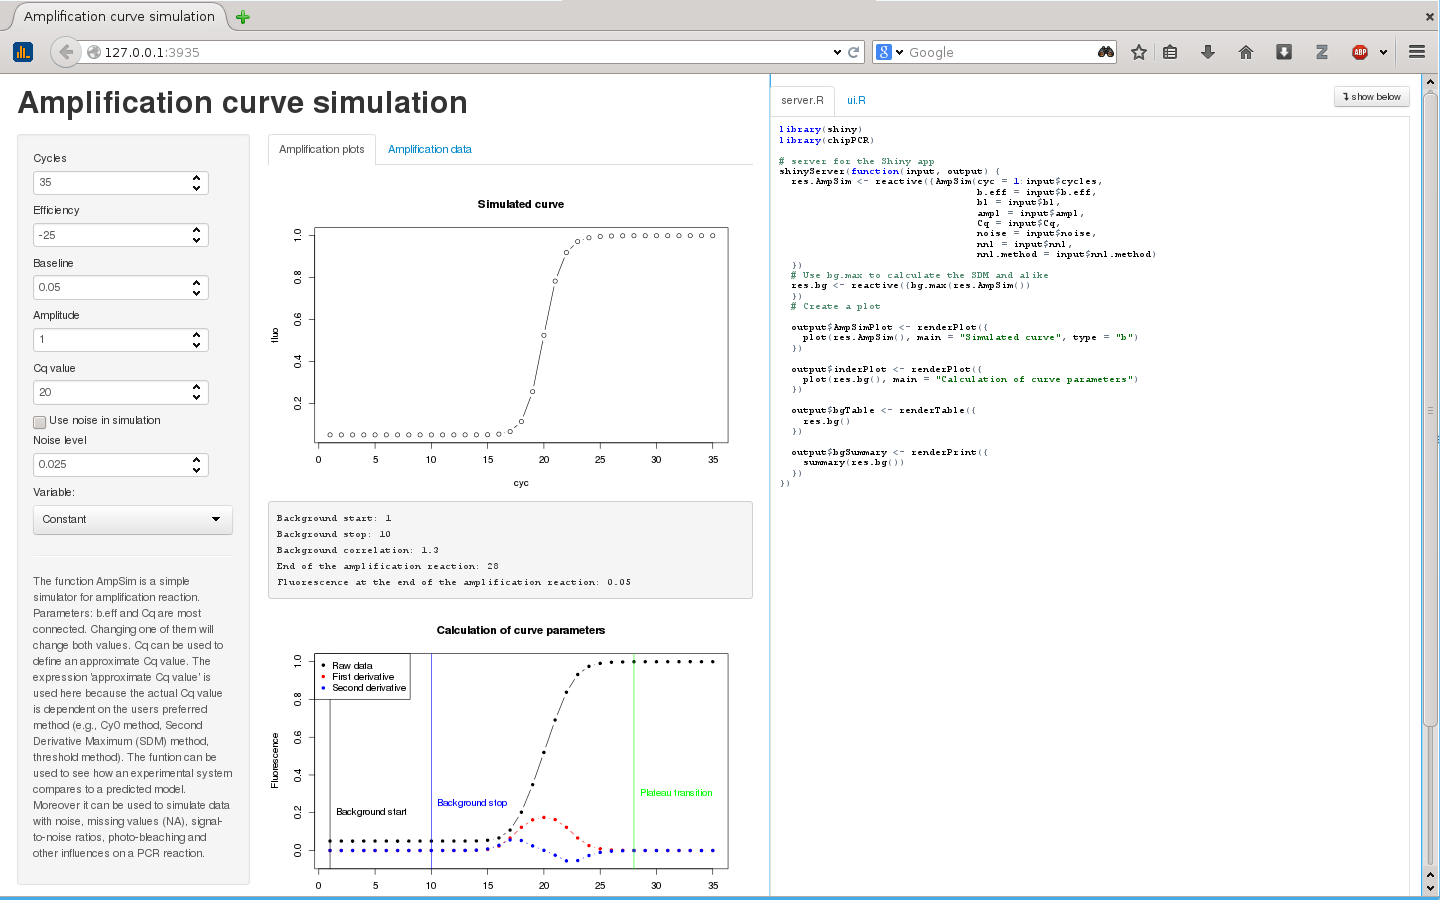 Amplification curve simulation
127.0.0.1:3935
Google
ABP
Amplification curve simulation
Cycles
35
Efficiency
-25
Baseline
0.05
Amplitude
1
Cq value
20
Use noise in simulation
Noise level
0.025
Variable:
Constant
The function AmpSim is a simple
simulator for amplification reaction.
Parameters: b.eff and Cq are most
connected. Changing one of them will
change both values. Cq can be used to
define an approximate Cq value. The
expression 'approximate Cq value' is
used here because the actual Cq value
is dependent on the users preferred
method (e.g., Cy0 method, Second
Derivative Maximum (SDM) method,
threshold method). The funtion can be
used to see how an experimental system
compares to a predicted model.
Moreover it can be used to simulate data
with noise, missing values (NA), signal-
to-noise ratios, photo-bleaching and
other influences on a PCR reaction.
Amplification plots
Amplification data
Simulated curve
fluo
1.0
0.8
0.6
0.4
0.2
0 5 10 15 20 25 30 35
cyc
Background start: 1
Background stop: 10
Background correlation: 1.3
End of the amplification reaction: 28
Fluorescence at the end of the amplification reaction: 0.05
Calculation of curve parameters
Raw data
First derivative
Second derivative
Fluorescence
1.0
0.8
0.6
0.4
0.2
0.0
Background start
Background stop
Plateau transition
0 5 10 15 20 25 30 35
server.R
ui.R
show below
library(shiny)
library(chipPCR)
# server for the Shiny app
shinyServer(function(input, output) {
res.AmpSim <- reactive({AmpSim(cyc = 1:input$cycles,
b.eff = input$b.eff,
bl = input$bl,
ampl = input$ampl,
Cq = input$Cq,
noise = input$noise,
nnl = input$nnl,
nnl.method = input$nnl.method)
})
# Use bg.max to calculate the SDM and alike
res.bg <- reactive({bg.max(res.AmpSim())
})
# Create a plot
output$AmpSimPlot <- renderPlot({
plot(res.AmpSim(), main = "Simulated curve", type = "b")
})
output$inderPlot <- renderPlot({
plot(res.bg(), main = "Calculation of curve parameters")
})
output$bgTable <- renderTable({
res.bg()
})
output$bgSummary <- renderPrint({
summary(res.bg())
})
})